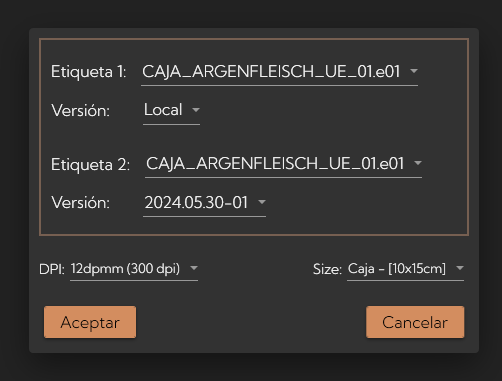 Etiqueta 1: CAJA_ARGENFLEISCH_UE_01.e01
Versión: Local
Etiqueta 2: CAJA_ARGENFLEISCH_UE_01.e01
Versión: 2024.05.30-01
DPI: 12dpmm (300 dpi) Size: Caja - [10x15cm]
Aceptar Cancelar